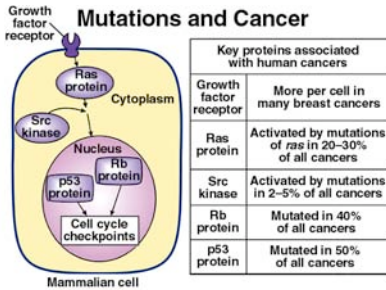 Mutations and Cancer
Growth
factor
receptor
Ras
protein
Cytoplasm
Src
kinase
Nucleus
Rb
protein
p53
protein
Cell cycle
checkpoints
Mammalian cell
Key proteins associated
with human cancers
Growth
factor
receptor
More per cell in
many breast cancers
Ras
protein
Activated by mutations
of ras in 20–30%
of all cancers
Src
kinase
Activated by mutations
in 2–5% of all cancers
Rb
protein
Mutated in 40%
of all cancers
p53
protein
Mutated in 50%
of all cancers